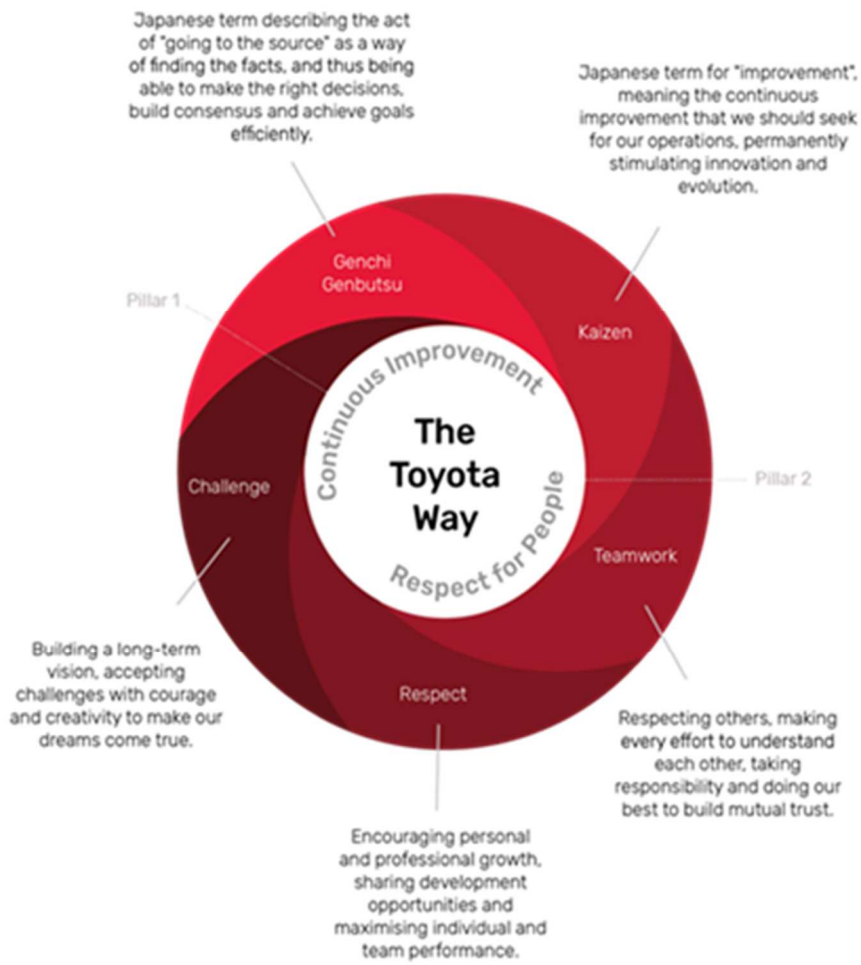 Japanese term describing the act
of "going to the source" as a way
of finding the facts, and thus being
able to make the right decisions,
build consensus and achieve goals
efficiently.
Japanese term for "improvement",
meaning the continuous
improvement that we should seek
for our operations, permanently
stimulating innovation and
evolution.
Genchi
Genbutsu
Pillar 1
Kaizen
Continuous Improvement
The
Toyota
Way
Respect for People
Challenge
Pillar 2
Teamwork
Respect
Building a long-term
vision, accepting
challenges with courage
and creativity to make our
dreams come true.
Respecting others, making
every effort to understand
each other, taking
responsibility and doing our
best to build mutual trust.
Encouraging personal
and professional growth,
sharing development
opportunities and
maximising individual and
team performance.